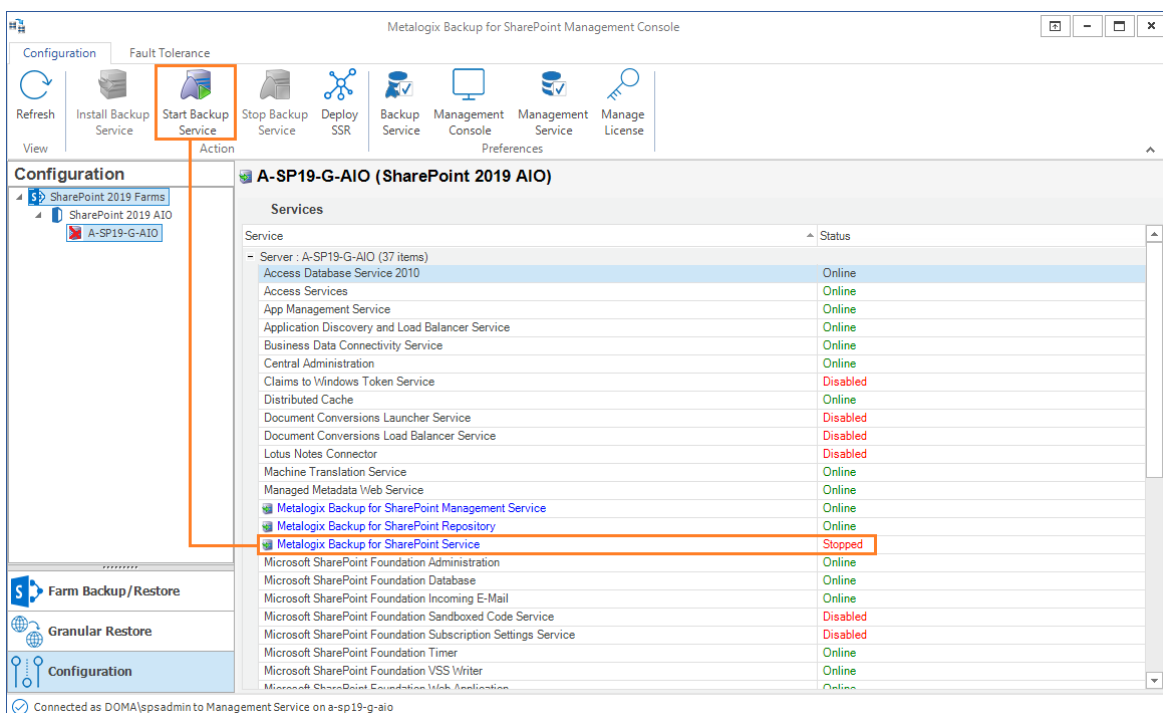 Metalogix Backup for SharePoint Management Console
Configuration Fault Tolerance
Refresh
Install Backup Service
Start Backup Service
Stop Backup Service
Deploy SSR
Backup Service
Management Console
Management Service
Manage License
View Action Preferences
Configuration
SharePoint 2019 Farms
SharePoint 2019 AIO
A-SP19-G-AIO
A-SP19-G-AIO (SharePoint 2019 AIO)
Services
Service Status
Server : A-SP19-G-AIO (37 items)
Access Database Service 2010 Online
Access Services Online
App Management Service Online
Application Discovery and Load Balancer Service Online
Business Data Connectivity Service Online
Central Administration Online
Claims to Windows Token Service Disabled
Distributed Cache Online
Document Conversions Launcher Service Disabled
Document Conversions Load Balancer Service Disabled
Lotus Notes Connector Disabled
Machine Translation Service Online
Managed Metadata Web Service Online
Metalogix Backup for SharePoint Management Service Online
Metalogix Backup for SharePoint Repository Online
Metalogix Backup for SharePoint Service Stopped
Microsoft SharePoint Foundation Administration Online
Microsoft SharePoint Foundation Database Online
Microsoft SharePoint Foundation Incoming E-Mail Online
Microsoft SharePoint Foundation Sandboxed Code Service Disabled
Microsoft SharePoint Foundation Subscription Settings Service Disabled
Microsoft SharePoint Foundation Timer Online
Microsoft SharePoint Foundation VSS Writer Online
Microsoft SharePoint Foundation Web Application Online
Farm Backup/Restore
Granular Restore
Configuration
Connected as DOMA\spsadmin to Management Service on a-sp19-g-aio